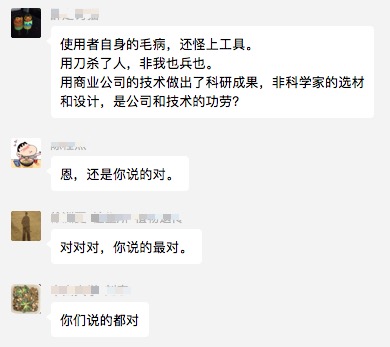 使用者自身的毛病，还怪上工具。
用刀杀了人，非我也兵也。
用商业公司的技术做出了科研成果，非科学家的选材
和设计，是公司和技术的功劳？
恩，还是你说的对。
对对对，你说的最对。
你们说的都对